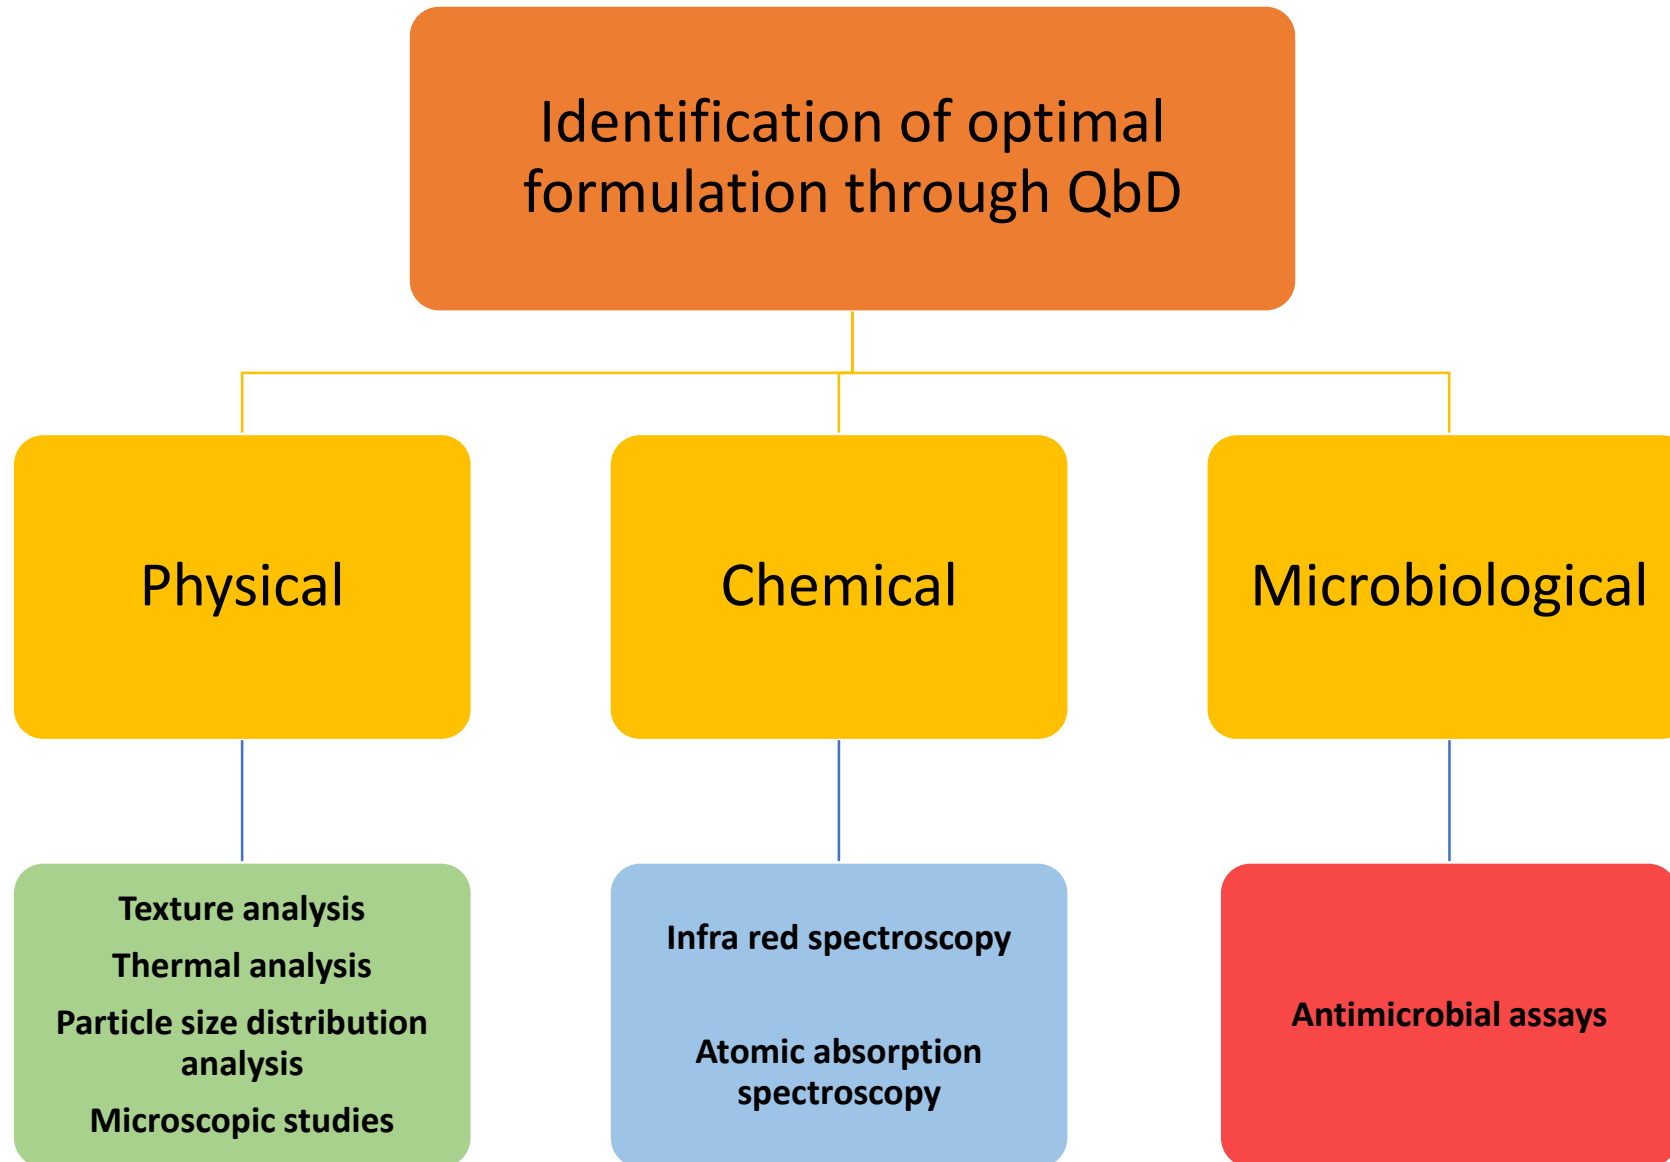 Identification of optimal
formulation through QbD
Physical
Chemical
Microbiological
Texture analysis
Thermal analysis
Particle size distribution
analysis
Microscopic studies
Infra red spectroscopy
Atomic absorption
spectroscopy
Antimicrobial assays